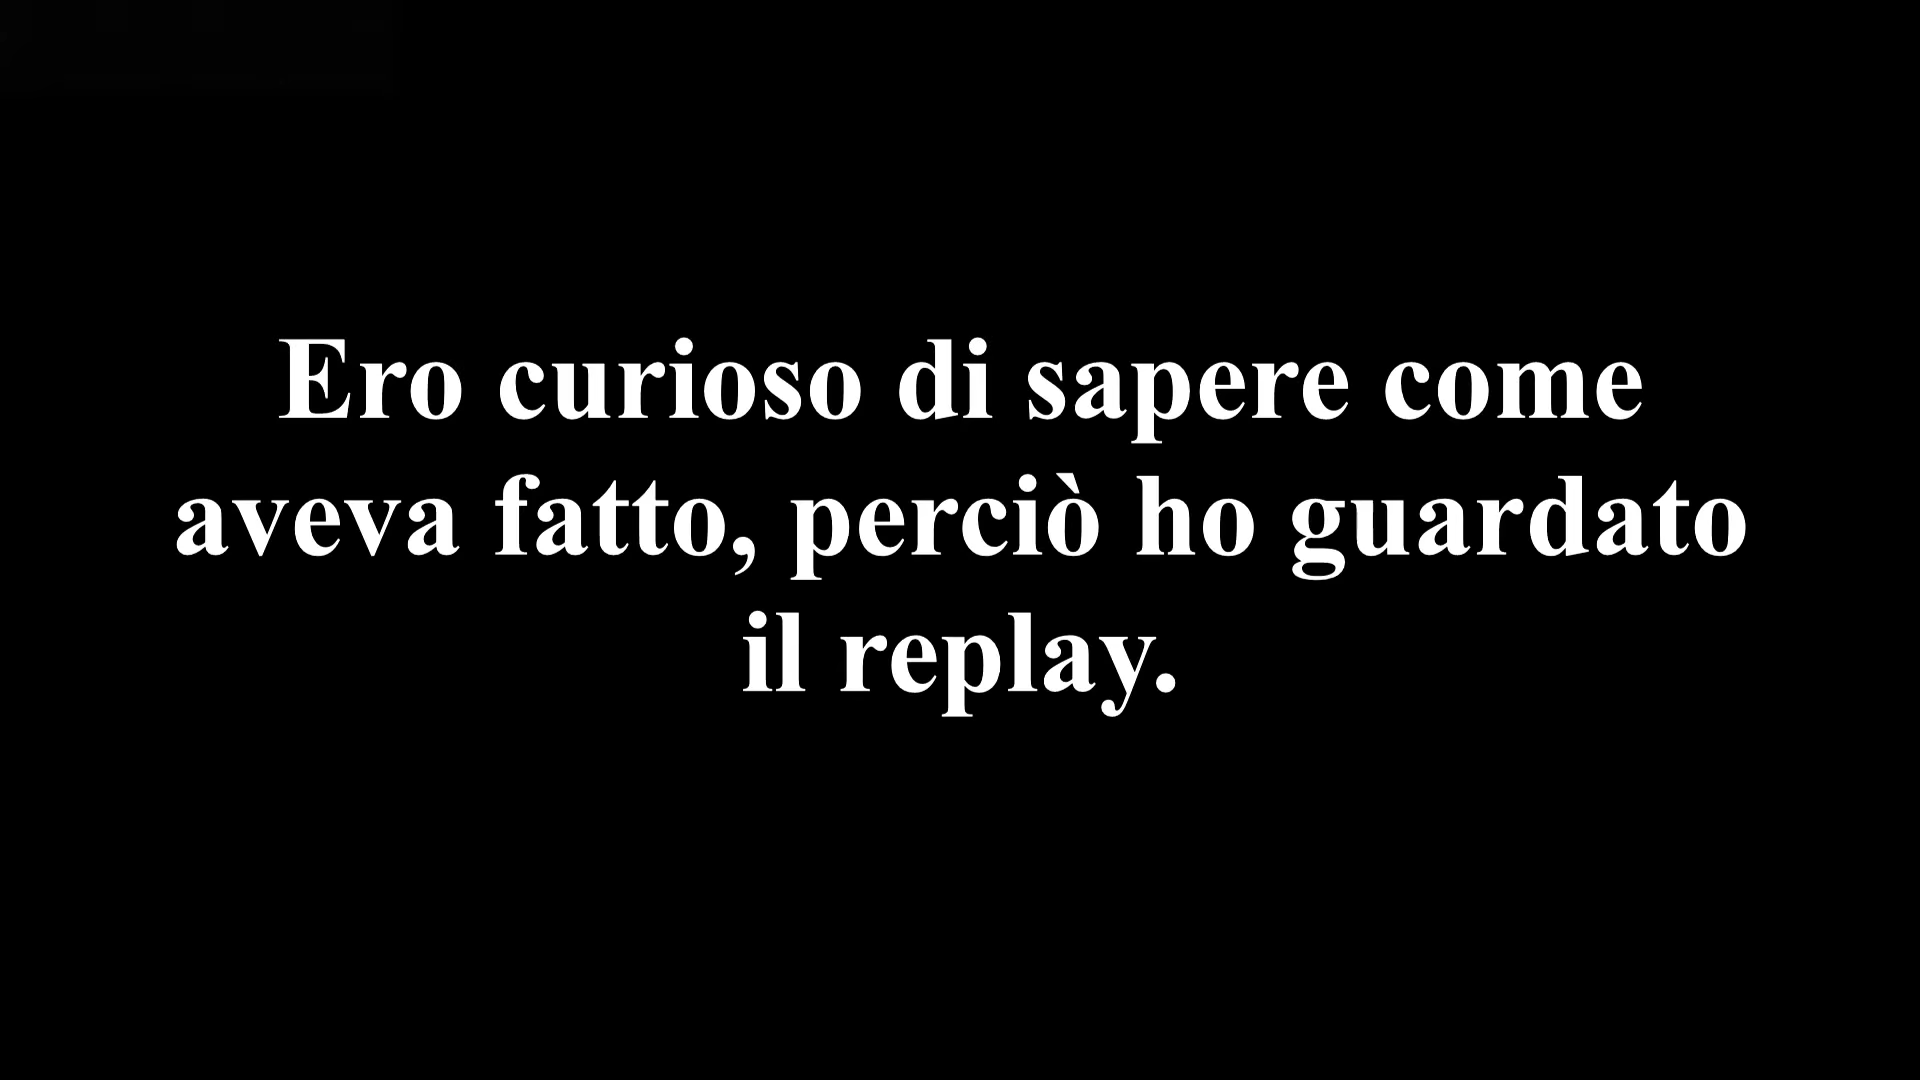 Ero curioso di sapere come
aveva fatto, perciò ho guardato
il replay.